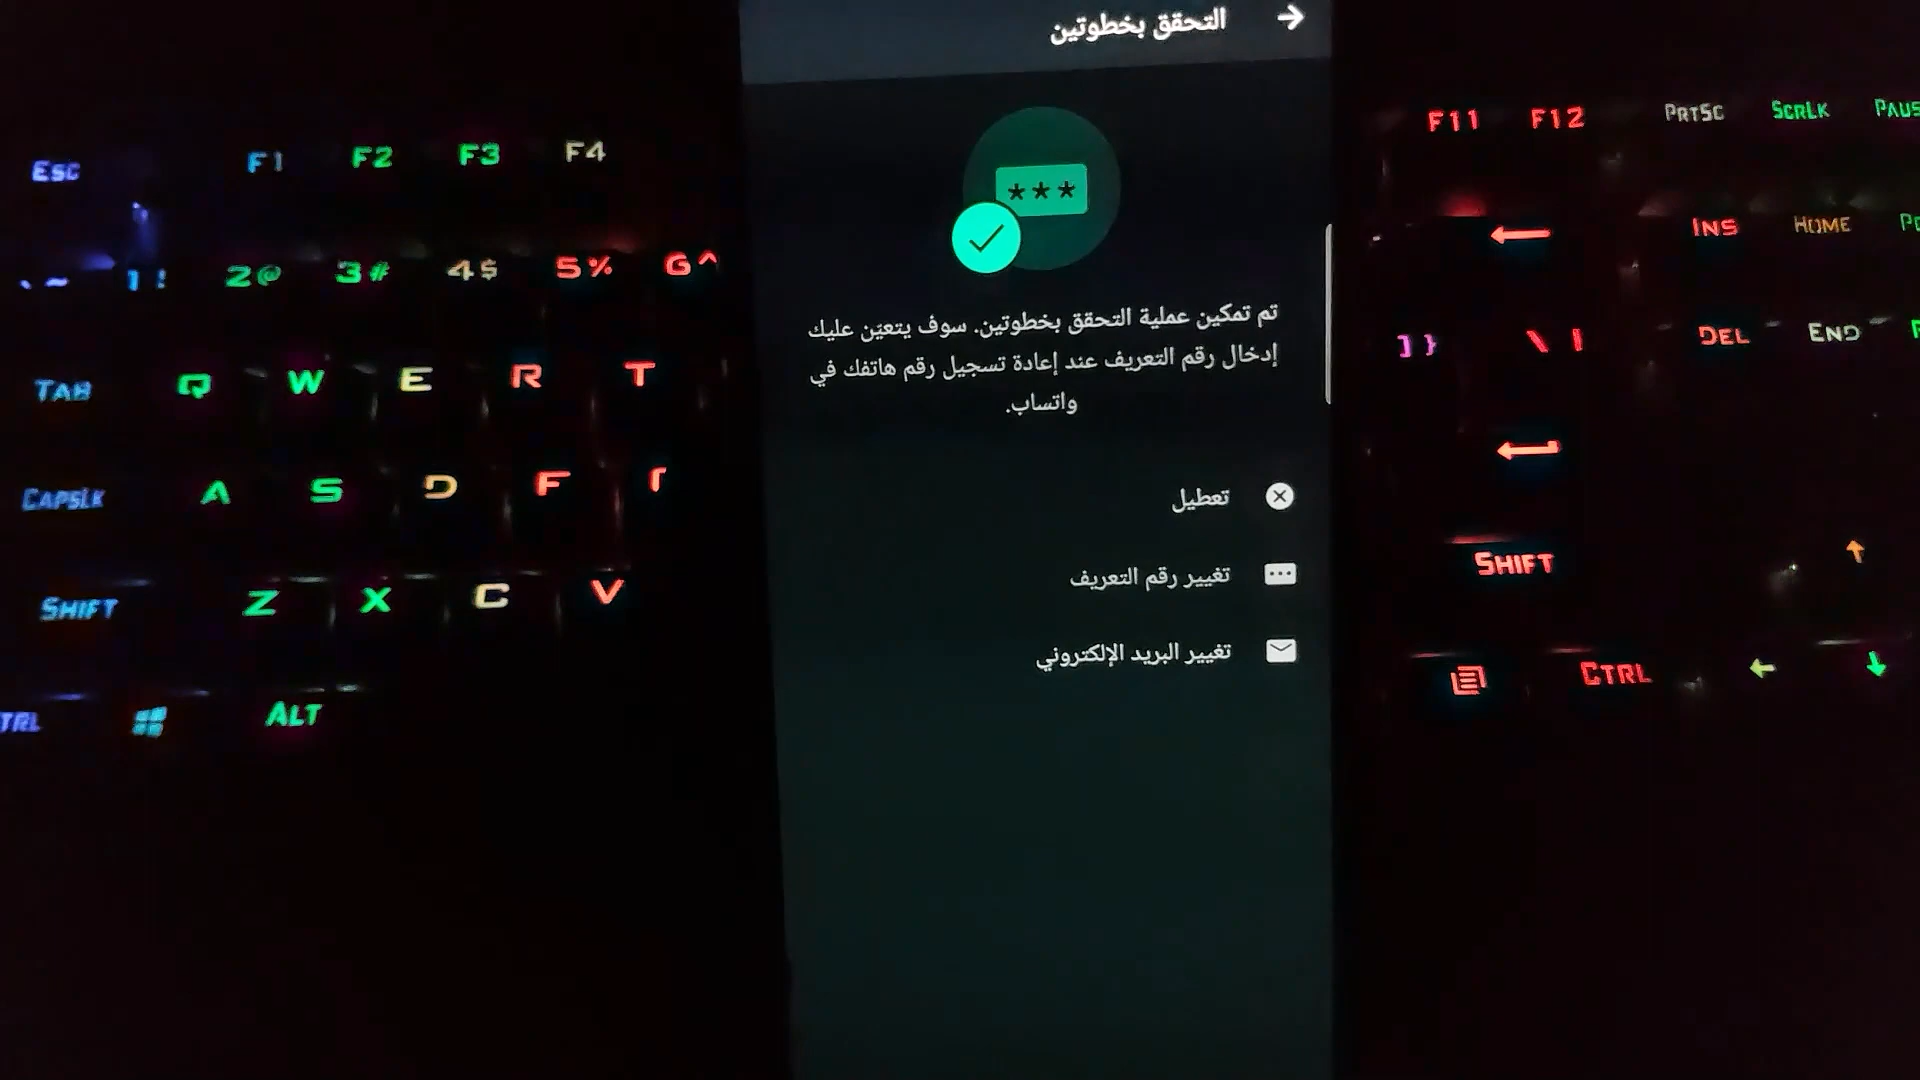 التحقق بخطوتين
***
تم تمكين عملية التحقق بخطوتين. سوف يتعيّن عليك
إدخال رقم التعريف عند إعادة تسجيل رقم هاتفك في
واتساب.
تعطيل
تغيير رقم التعريف
تغيير البريد الإلكتروني
Esc F1 F2 F3 F4
` ~ 1 ! 2 @ 3 # 4 $ 5 % 6 ^
Tab Q W E R T
CapsLk A S D F
Shift Z X C V
Alt
F11 F12 PrtSc ScrLk
Ins Home
] } \ | Del End
Shift
Ctrl